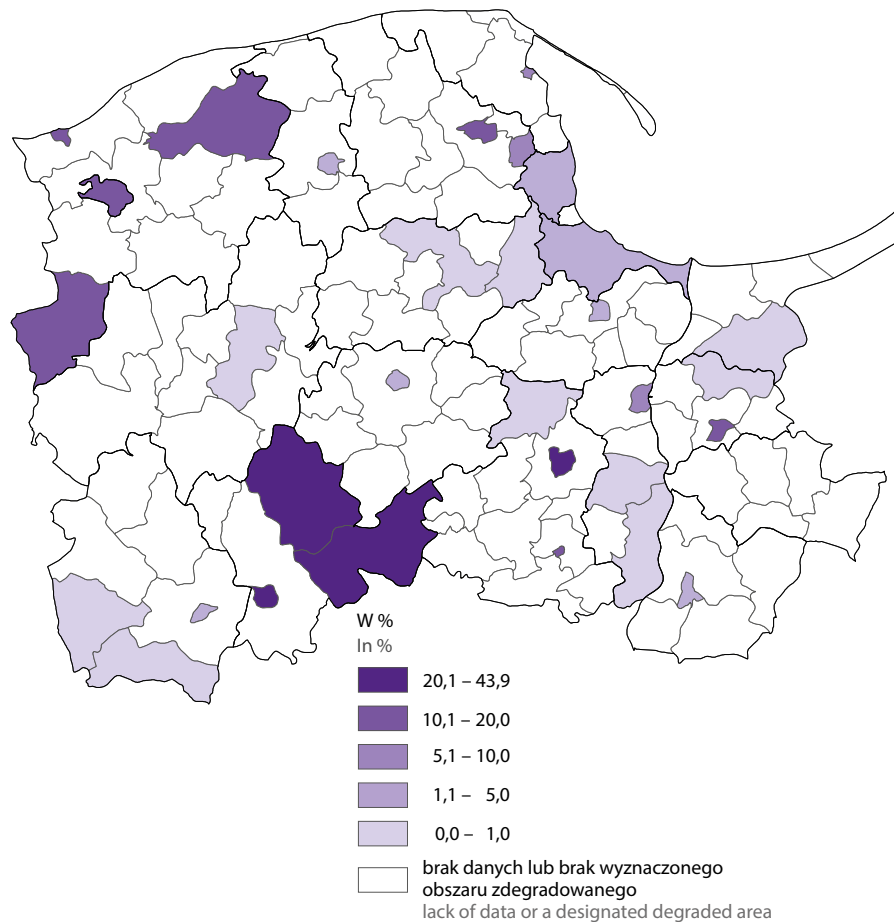 W %
In %
20,1 – 43,9
10,1 – 20,0
5,1 – 10,0
1,1 – 5,0
0,0 – 1,0
brak danych lub brak wyznaczonego
obszaru zdegradowanego
lack of data or a designated degraded area